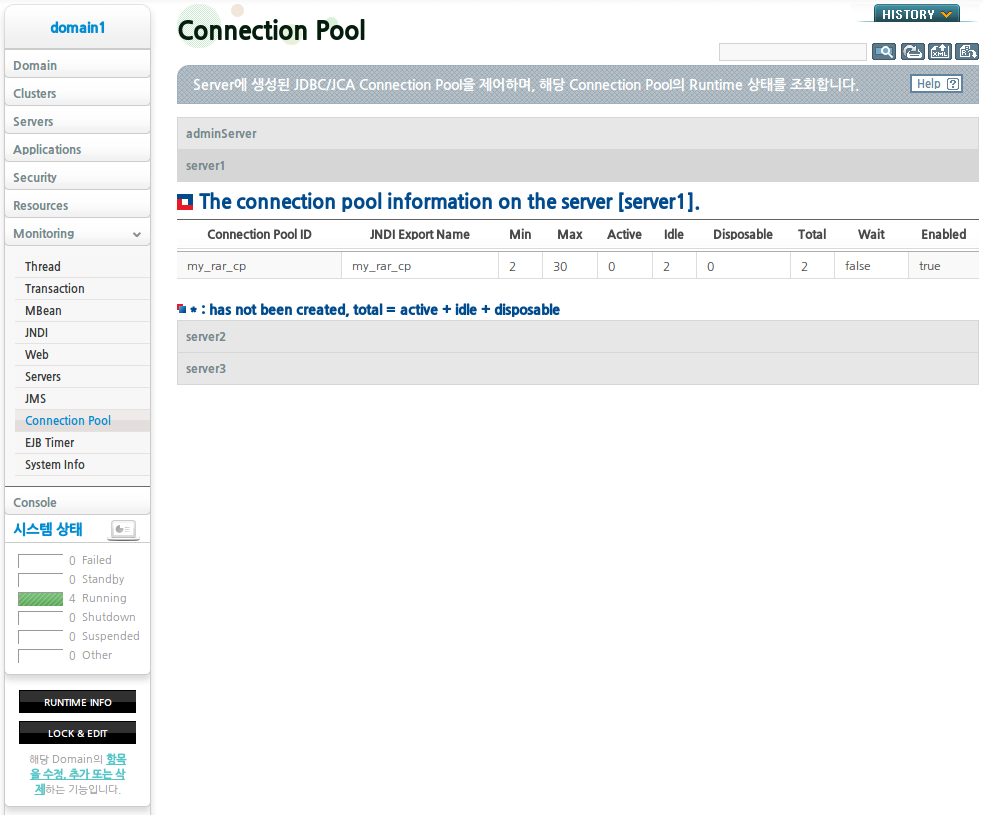 domain1
Domain
Clusters
Servers
Applications
Security
Resources
Monitoring
Thread
Transaction
MBean
JNDI
Web
Servers
JMS
Connection Pool
EJB Timer
System Info
Console
시스템 상태
0 Failed
0 Standby
4 Running
0 Shutdown
0 Suspended
0 Other
RUNTIME INFO
LOCK & EDIT
해당 Domain의 항목
을 수정, 추가 또는 삭
제하는 기능입니다.
Connection Pool
HISTORY
XML
Server에 생성된 JDBC/JCA Connection Pool을 제어하며, 해당 Connection Pool의 Runtime 상태를 조회합니다.
Help ?
adminServer
server1
The connection pool information on the server [server1].
Connection Pool ID JNDI Export Name Min Max Active Idle Disposable Total Wait Enabled
my_rar_cp my_rar_cp 2 30 0 2 0 2 false true
* : has not been created, total = active + idle + disposable
server2
server3